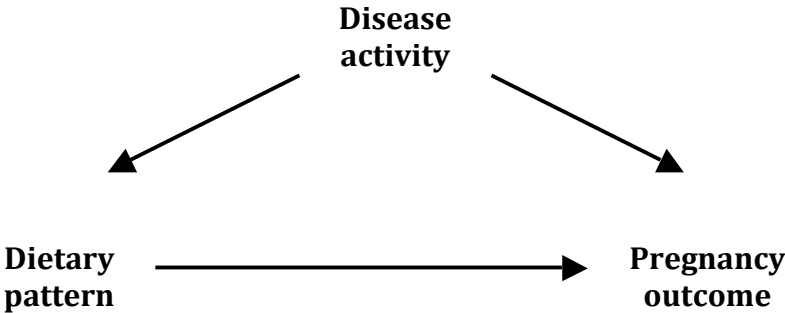 Disease
activity
Dietary
pattern
Pregnancy
outcome